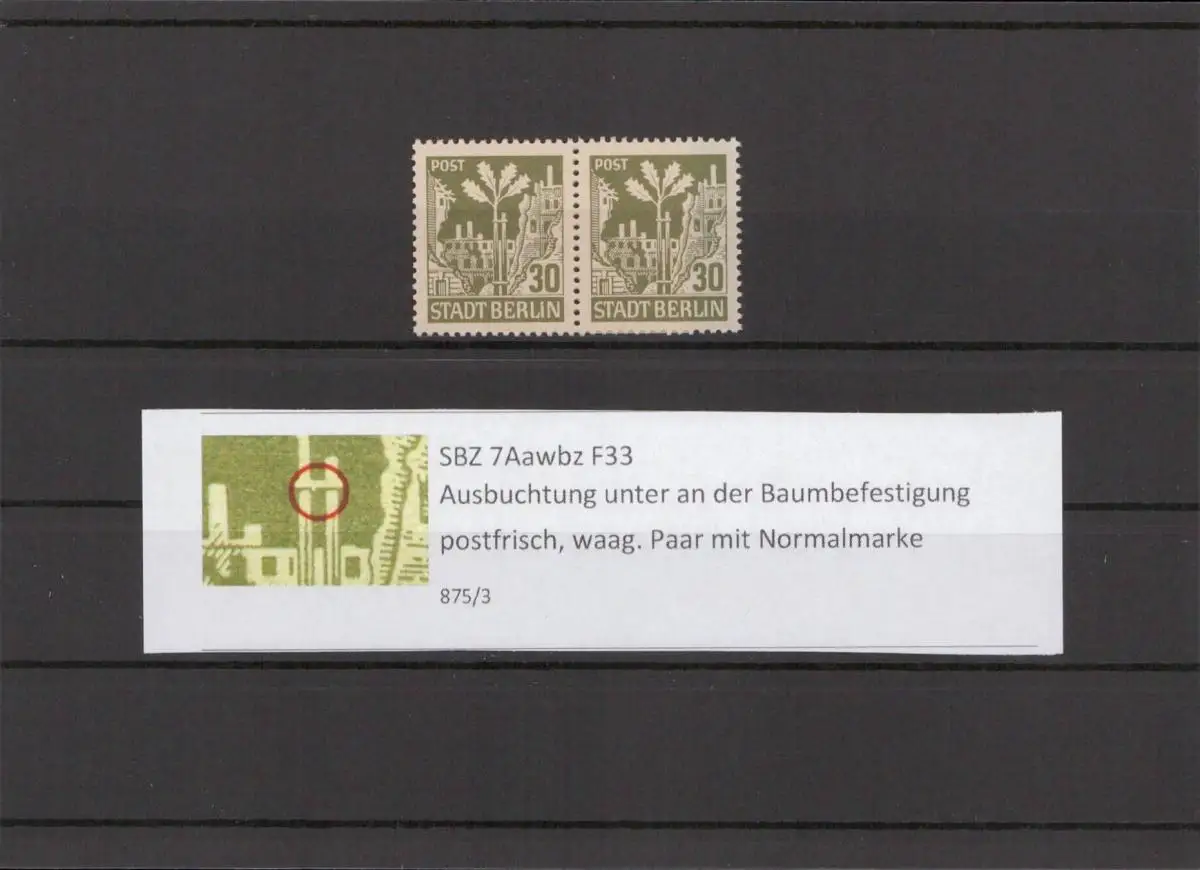 POST POST
30 30
STADT BERLIN STADT BERLIN
SBZ 7Aawbz F33
Ausbuchtung unter an der Baumbefestigung
postfrisch, waag. Paar mit Normalmarke
875/3